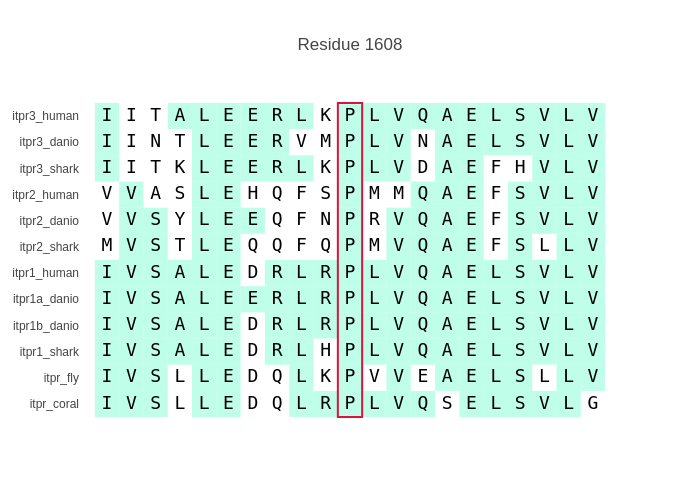 Residue 1608
itpr3_human I I T A L E E R L K P L V Q A E L S V L V
itpr3_danio I I N T L E E R V M P L V N A E L S V L V
itpr3_shark I I T K L E E R L K P L V D A E F H V L V
itpr2_human V V A S L E H Q F S P M M Q A E F S V L V
itpr2_danio V V S Y L E E Q F N P R V Q A E F S V L V
itpr2_shark M V S T L E Q Q F Q P M V Q A E F S L L V
itpr1_human I V S A L E D R L R P L V Q A E L S V L V
itpr1a_danio I V S A L E E R L R P L V Q A E L S V L V
itpr1b_danio I V S A L E D R L R P L V Q A E L S V L V
itpr1_shark I V S A L E D R L H P L V Q A E L S V L V
itpr_fly I V S L L E D Q L K P V V E A E L S L L V
itpr_coral I V S L L E D Q L R P L V Q S E L S V L G